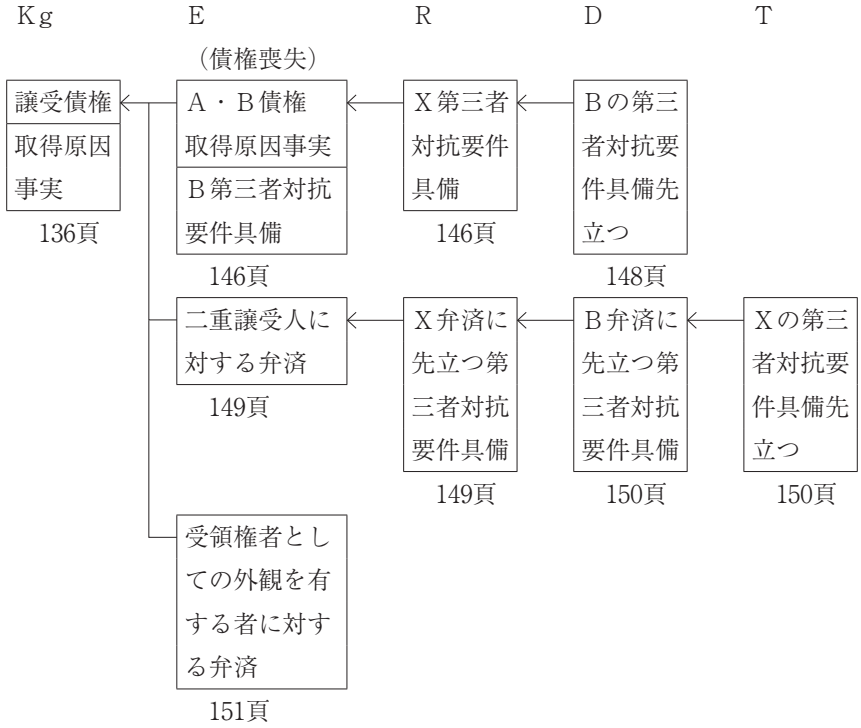 Kg E R D T
（債権喪失）
譲受債権
取得原因
事実
136頁
A・B債権
取得原因事実
B第三者対抗
要件具備
146頁
X第三者
対抗要件
具備
146頁
Bの第三
者対抗要
件具備先
立つ
148頁
二重譲受人に
対する弁済
149頁
X弁済に
先立つ第
三者対抗
要件具備
149頁
B弁済に
先立つ第
三者対抗
要件具備
150頁
Xの第三
者対抗要
件具備先
立つ
150頁
受領権者とし
ての外観を有
する者に対す
る弁済
151頁